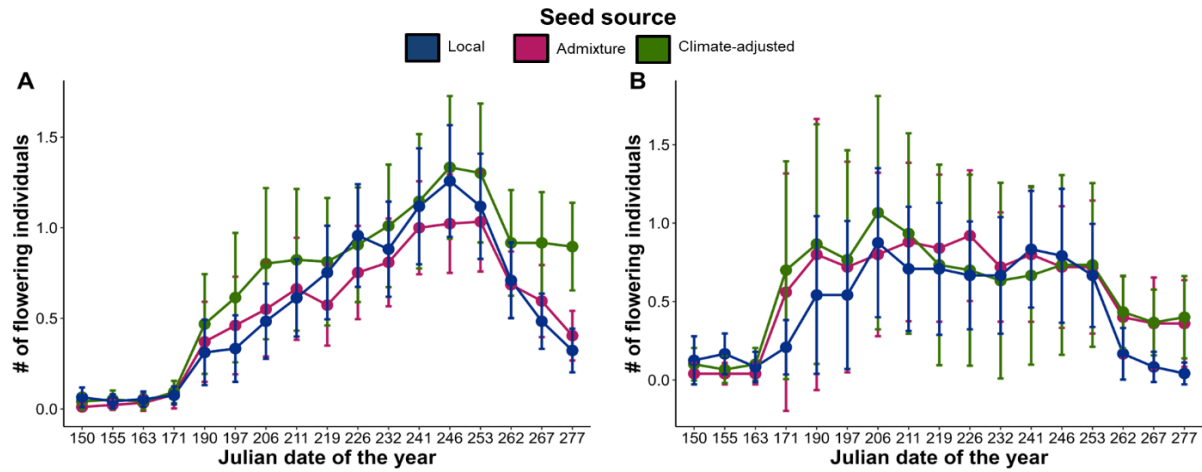 Seed source
Local Admixture Climate-adjusted
A
B
# of flowering individuals
1.5
1.0
0.5
0.0
150 155 163 171 190 197 206 211 219 226 232 241 246 253 262 267 277
Julian date of the year
# of flowering individuals
1.5
1.0
0.5
0.0
150 155 163 171 190 197 206 211 219 226 232 241 246 253 262 267 277
Julian date of the year